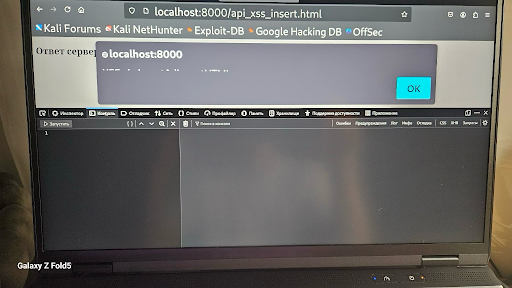 localhost:8000/api_xss_insert.html
Kali Forums Kali NetHunter Exploit-DB Google Hacking DB OffSec
Ответ сервер
localhost:8000
OK
Инспектор Консоль Отладчик Сеть Стили Профайлер Память Хранилище Поддержка доступности Приложение
Запустить
Ошибки Предупреждения Лог Инфо Отладка CSS XHR Запросы
1
Galaxy Z Fold5